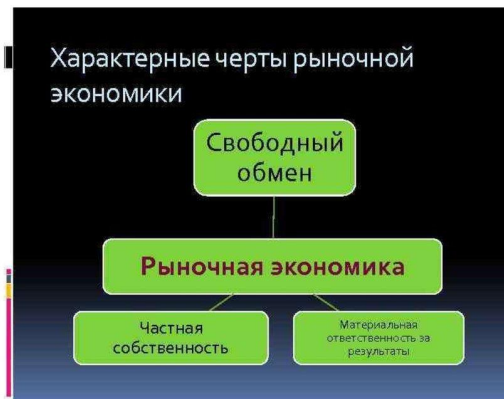 Характерные черты рыночной
экономики
Свободный
обмен
Рыночная экономика
Частная
собственность
Материальная
ответственность за
результаты